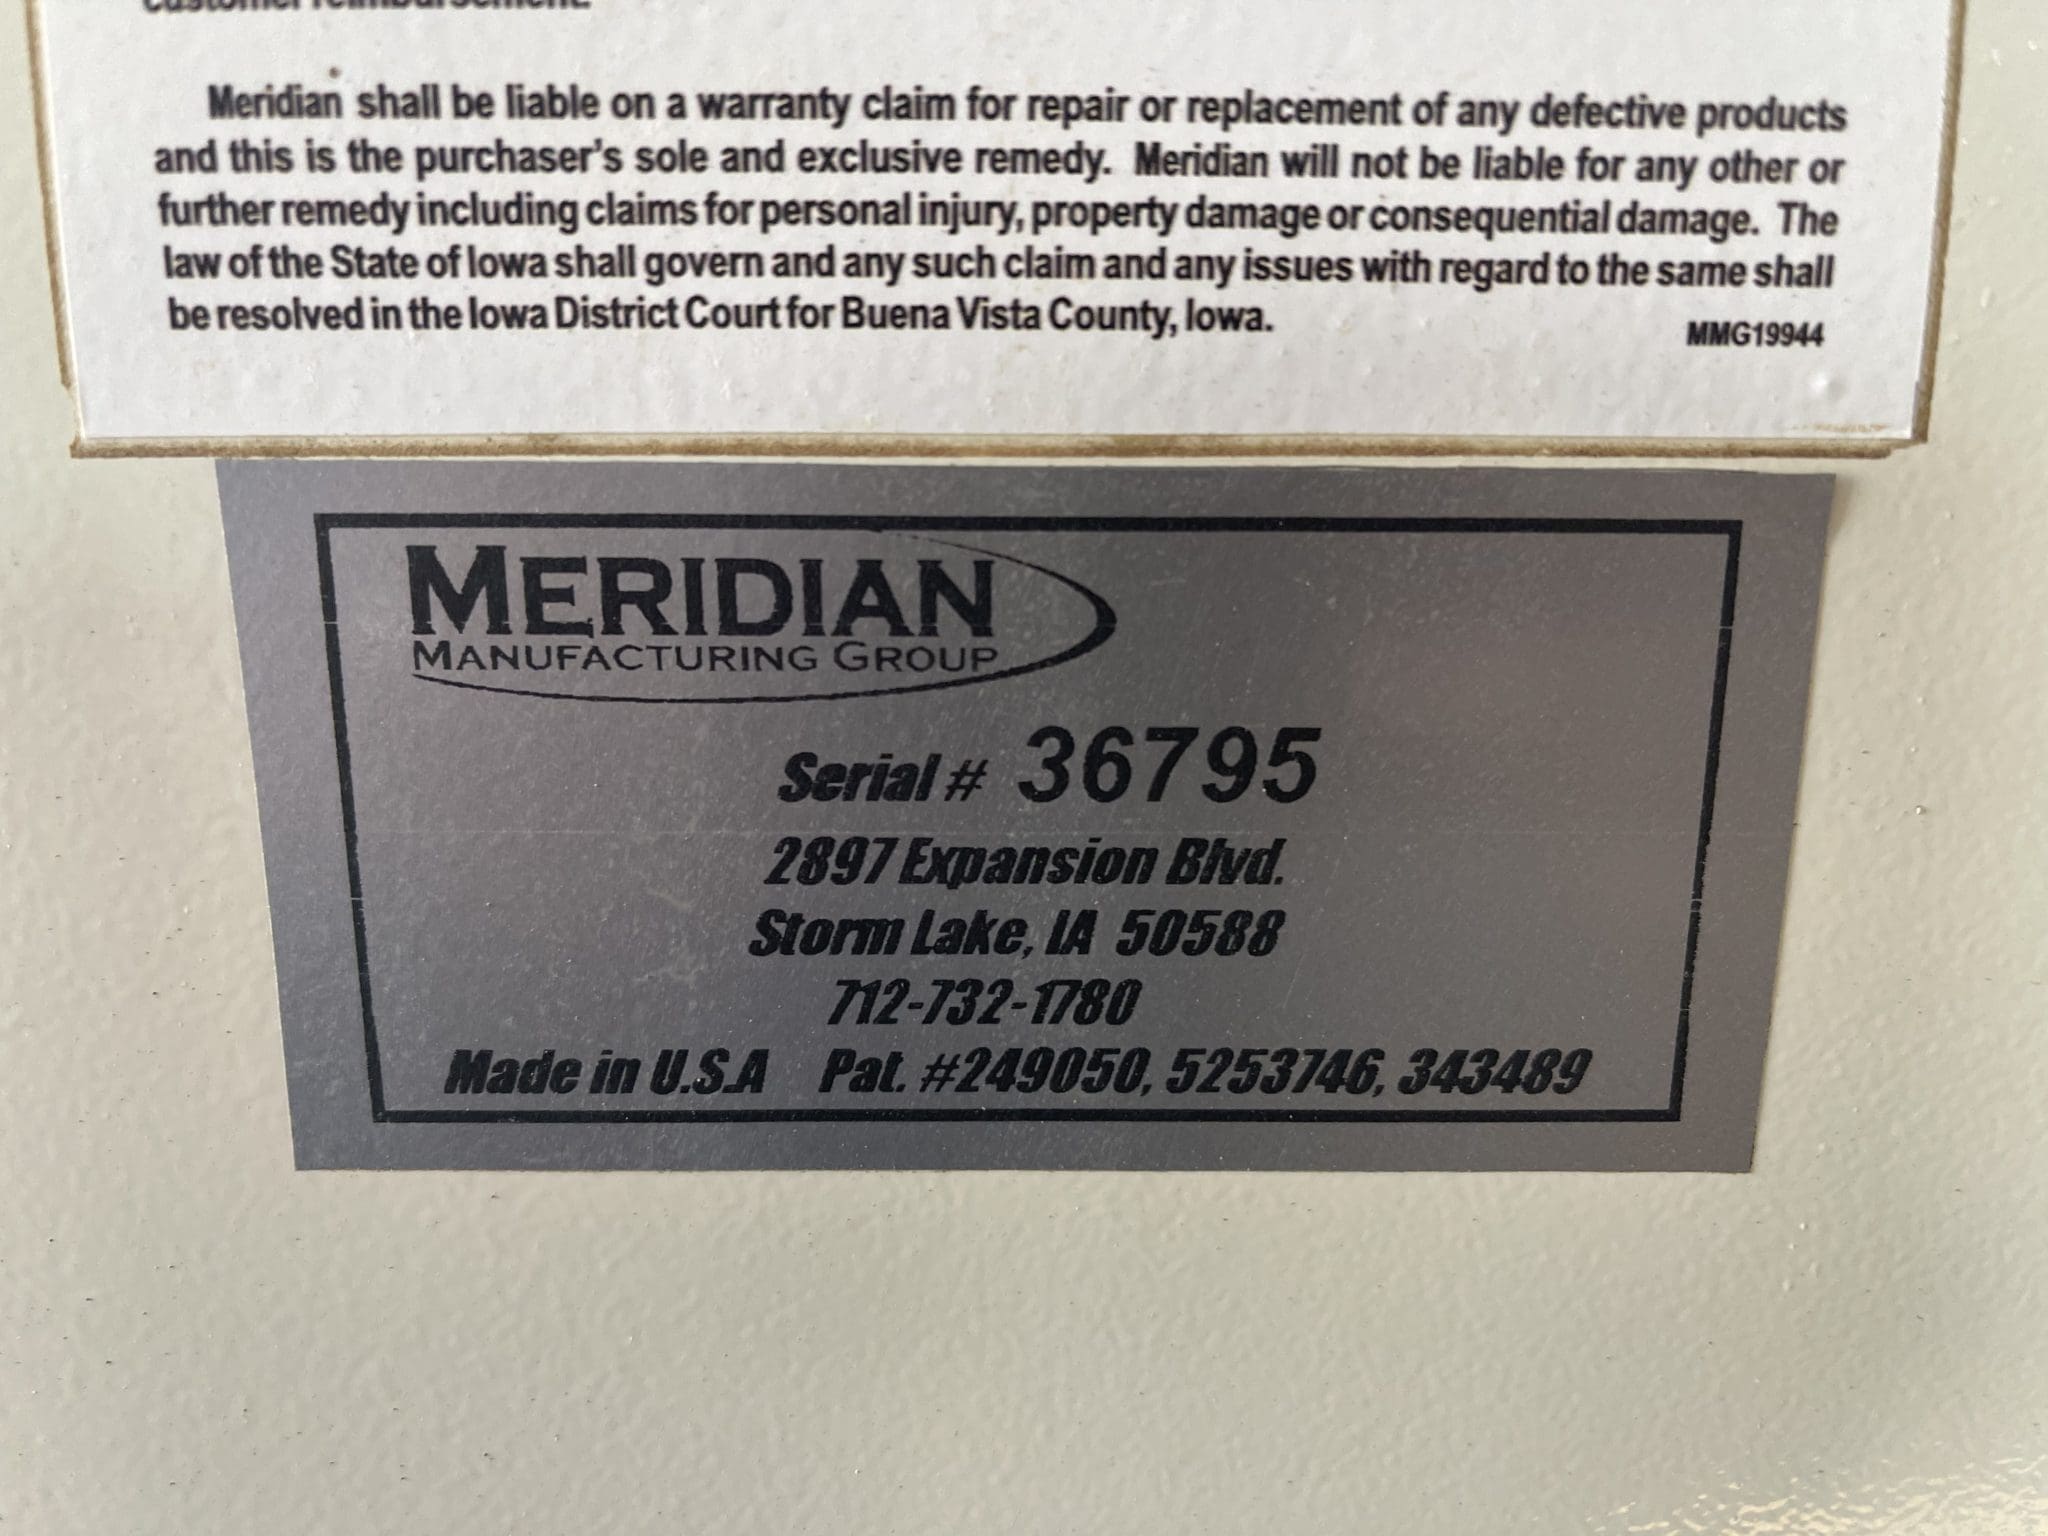 customer reimbursement.
Meridian shall be liable on a warranty claim for repair or replacement of any defective products
and this is the purchaser's sole and exclusive remedy. Meridian will not be liable for any other or
further remedy including claims for personal injury, property damage or consequential damage. The
law of the State of Iowa shall govern and any such claim and any issues with regard to the same shall
be resolved in the Iowa District Court for Buena Vista County, Iowa.
MMG19944
MERIDIAN
MANUFACTURING GROUP
Serial # 36795
2897 Expansion Blvd.
Storm Lake, IA 50588
712-732-1780
Made in U.S.A Pat. #249050, 5253746, 343489